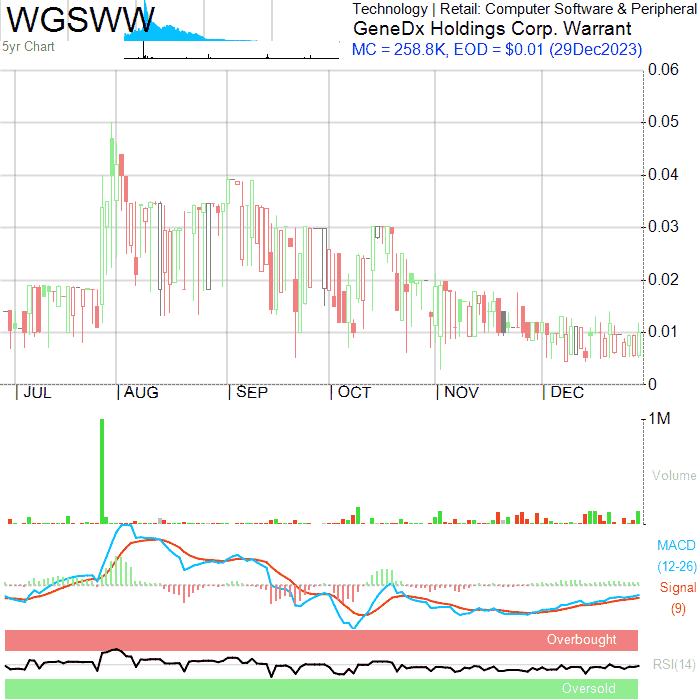 WGSWW
5yr Chart
Technology | Retail: Computer Software & Peripheral
GeneDx Holdings Corp. Warrant
MC = 258.8K, EOD = $0.01 (29Dec2023)
0.06
0.05
0.04
0.03
0.02
0.01
0
JUL AUG SEP OCT NOV DEC
1M
Volume
MACD
(12-26)
Signal
(9)
Overbought
RSI(14)
Oversold